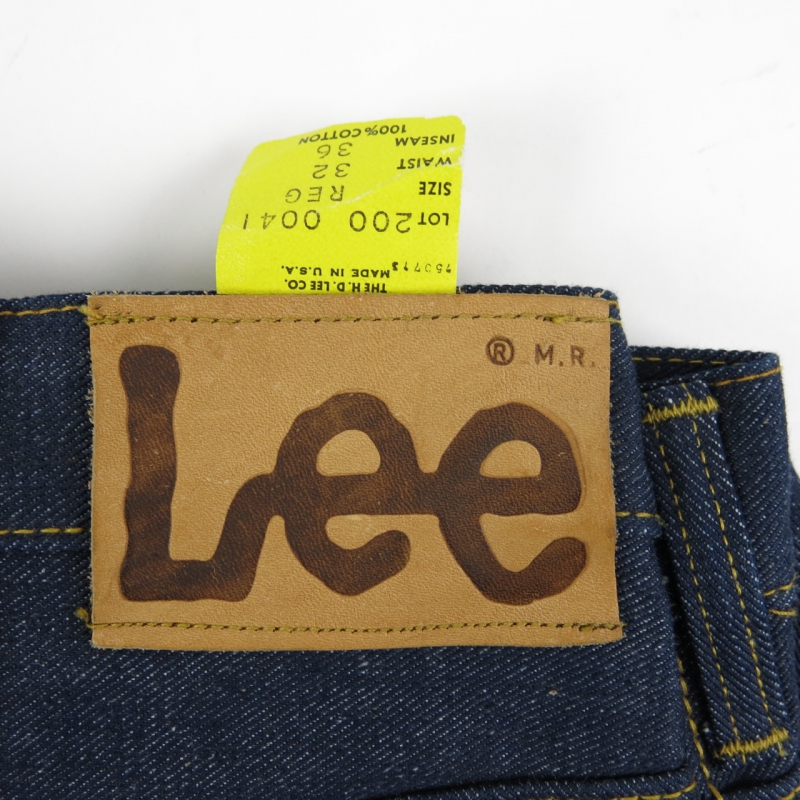 THE H.D. LEE CO.
MADE IN U.S.A.
LOT 200 0041
SIZE REG
WAIST 32
INSEAM 36
100% COTTON
® M.R.
Lee